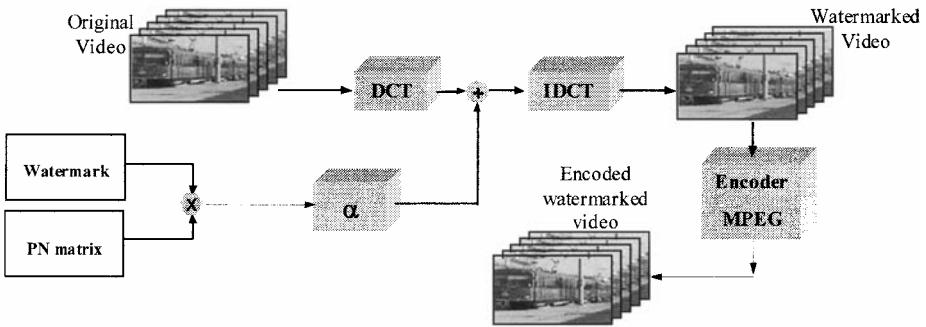 Original
Video
DCT
+
IDCT
Watermarked
Video
Watermark
X
PN matrix
α
Encoded
watermarked
video
Encoder
MPEG